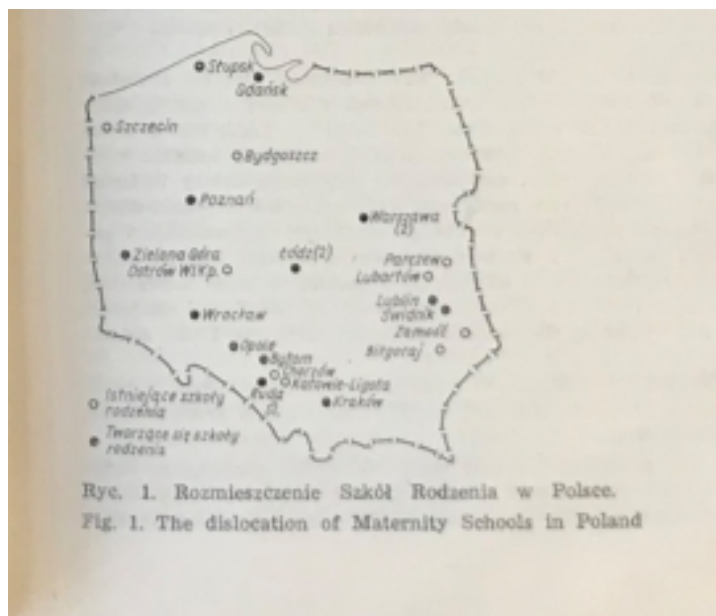 Słupsk
Gdańsk
Szczecin
Bydgoszcz
Poznań
Warszawa
(2)
Zielona Góra
Łódź(2)
Ostrów Wlkp.
Parczew
Lubartów
Lublin
Świdnik
Zamość
Biłgoraj
Wrocław
Opole
Bytom
Chorzów
Katowie-Ligota
Ruda
Śl.
Kraków
Istniejące szkoły
rodzenia
Tworzące się szkoły
rodzenia
Ryc. 1. Rozmieszczenie Szkół Rodzenia w Polsce.
Fig. 1. The dislocation of Maternity Schools in Poland